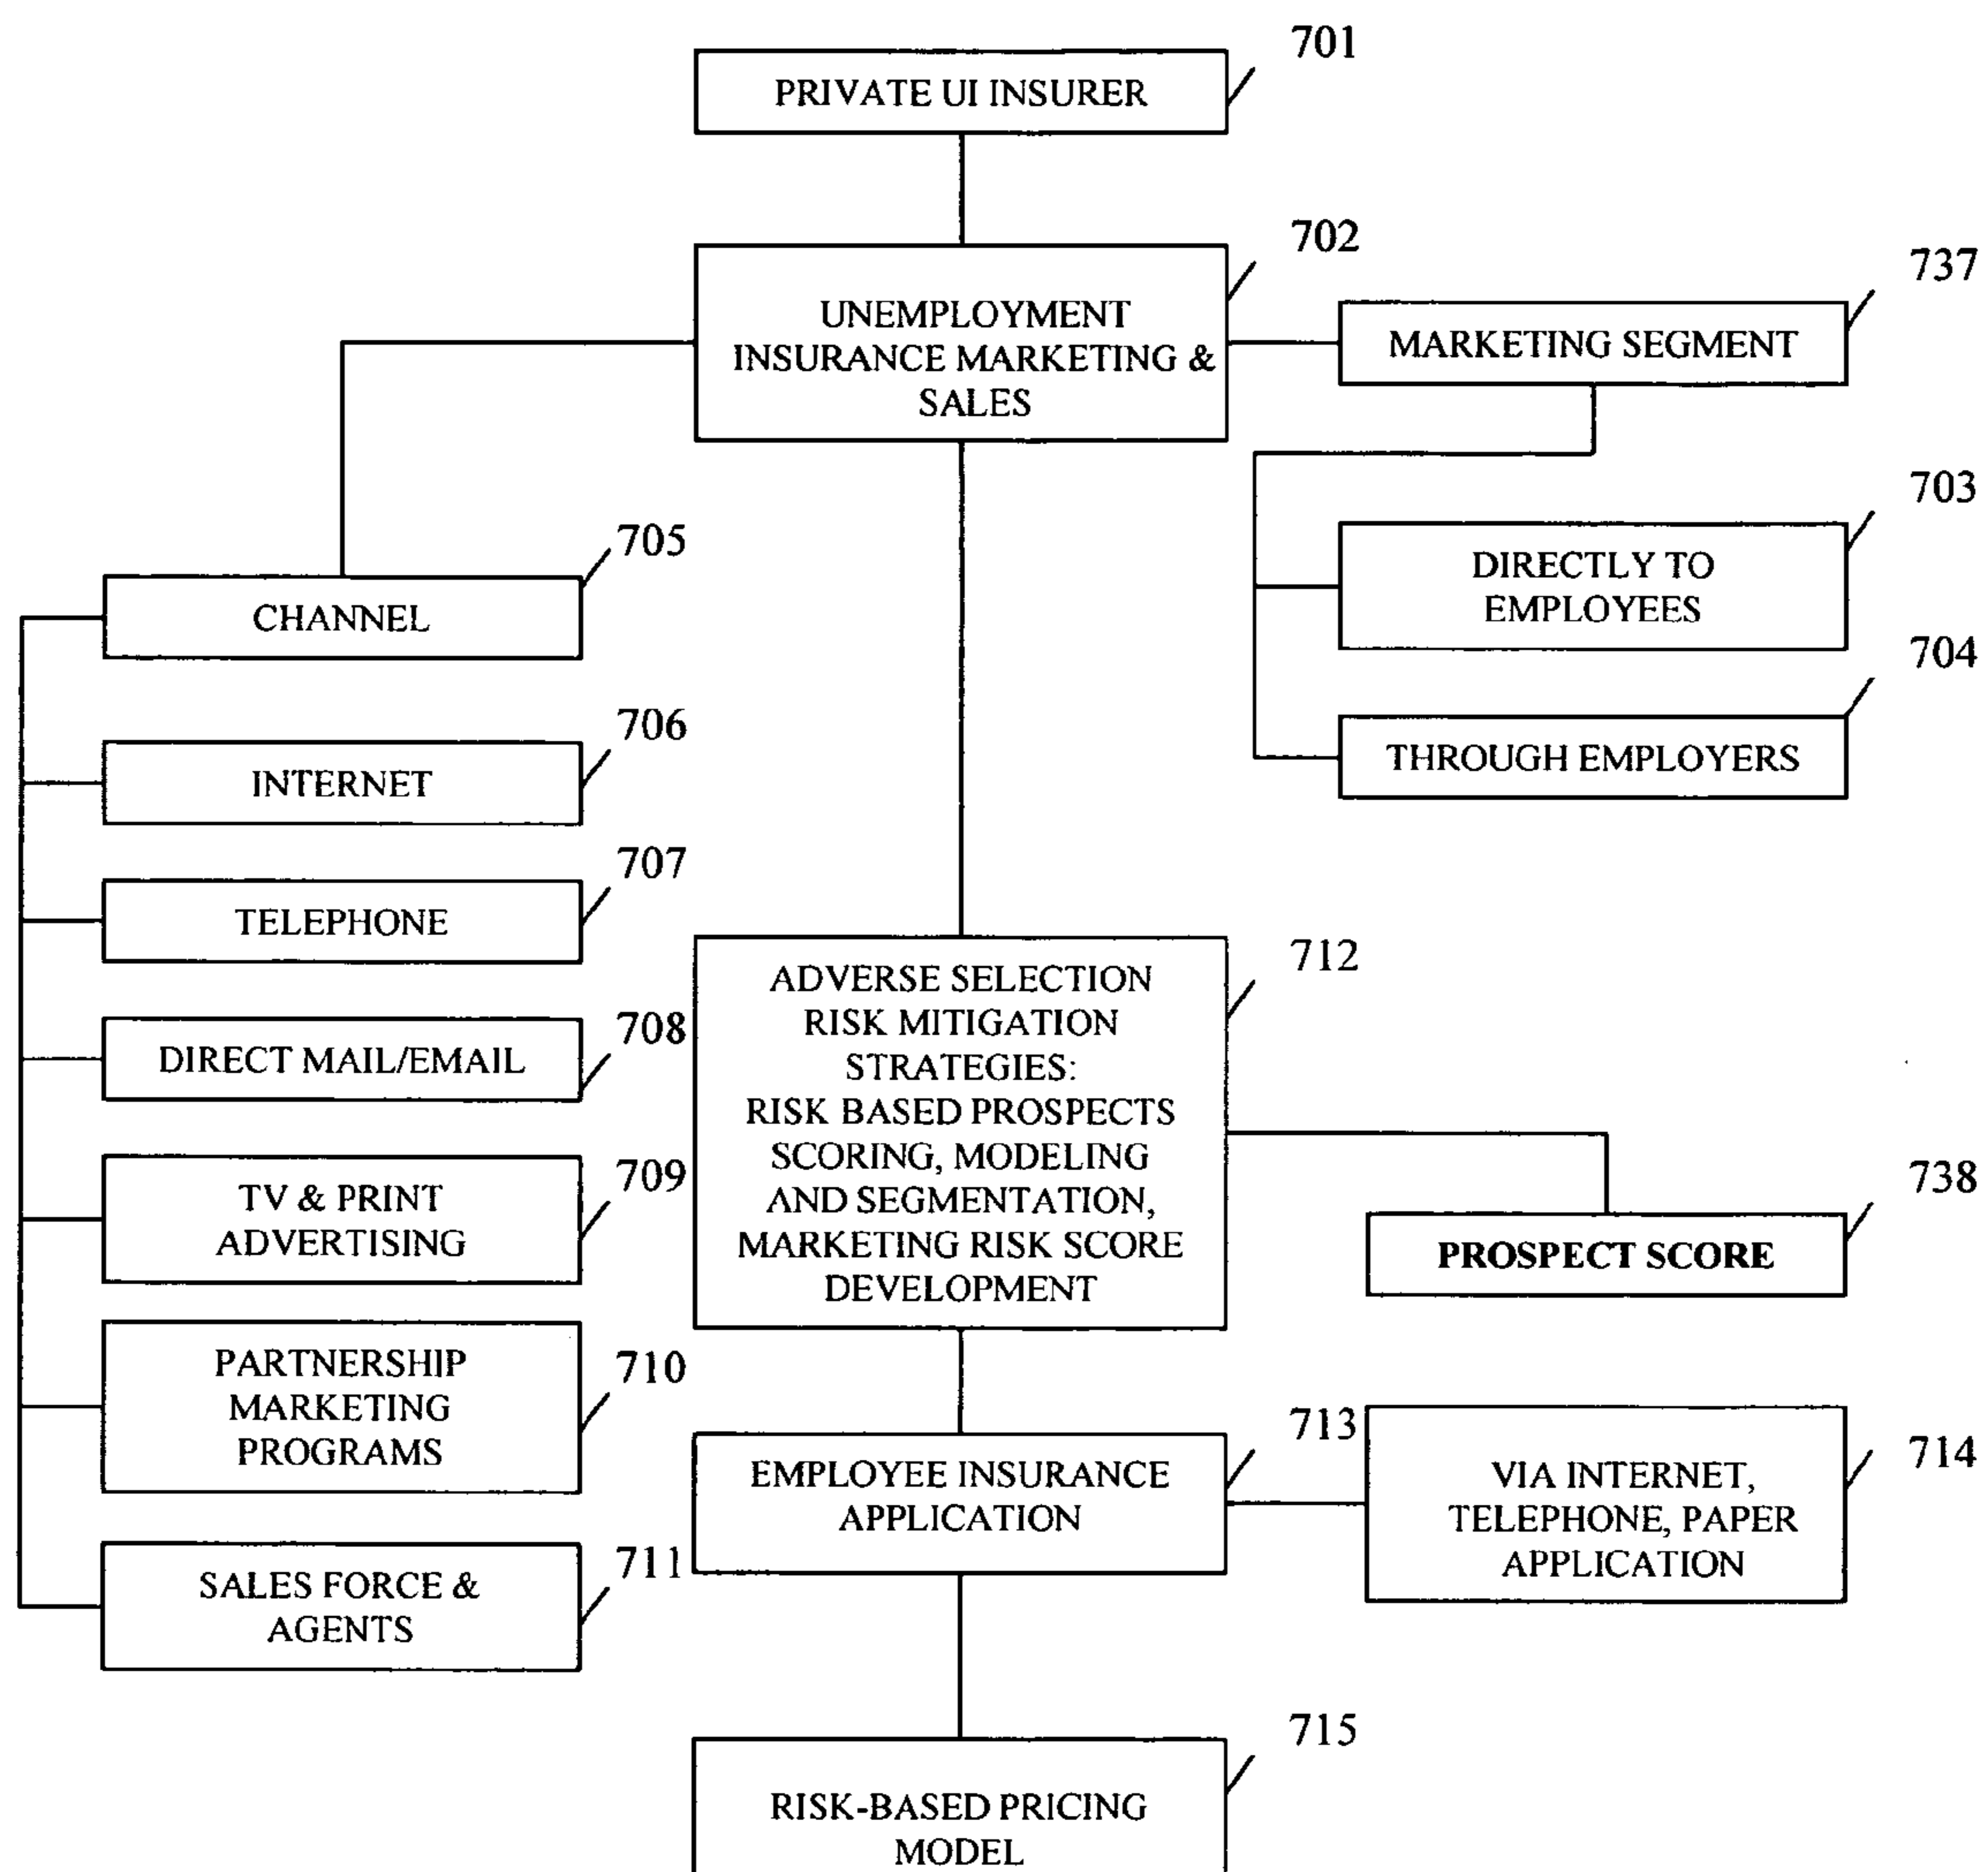 701
PRIVATE UI INSURER
702
UNEMPLOYMENT
INSURANCE MARKETING &
SALES
737
MARKETING SEGMENT
703
DIRECTLY TO
EMPLOYEES
704
THROUGH EMPLOYERS
705
CHANNEL
706
INTERNET
707
TELEPHONE
708
DIRECT MAIL/EMAIL
709
TV & PRINT
ADVERTISING
710
PARTNERSHIP
MARKETING
PROGRAMS
711
SALES FORCE &
AGENTS
712
ADVERSE SELECTION
RISK MITIGATION
STRATEGIES:
RISK BASED PROSPECTS
SCORING, MODELING
AND SEGMENTATION,
MARKETING RISK SCORE
DEVELOPMENT
738
PROSPECT SCORE
713
EMPLOYEE INSURANCE
APPLICATION
714
VIA INTERNET,
TELEPHONE, PAPER
APPLICATION
715
RISK-BASED PRICING
MODEL